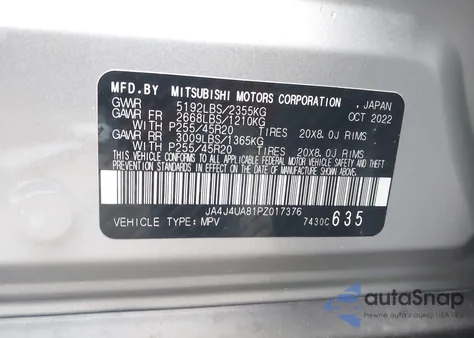 MFD.BY MITSUBISHI MOTORS CORPORATION , JAPAN
GVWR 5192LBS/2355KG OCT 2022
GAWR FR 2668LBS/1210KG
WITH P255/45R20 TIRES 20X8.0J RIMS
GAWR RR 3009LBS/1365KG
WITH P255/45R20 TIRES 20X8.0J RIMS
THIS VEHICLE CONFORMS TO ALL APPLICABLE FEDERAL MOTOR VEHICLE SAFETY AND THEFT
PREVENTION STANDARDS IN EFFECT ON THE DATE OF MANUFACTURE SHOWN ABOVE.
JA4J4UA81PZ017376
VEHICLE TYPE: MPV 7430C 635
autoSnap